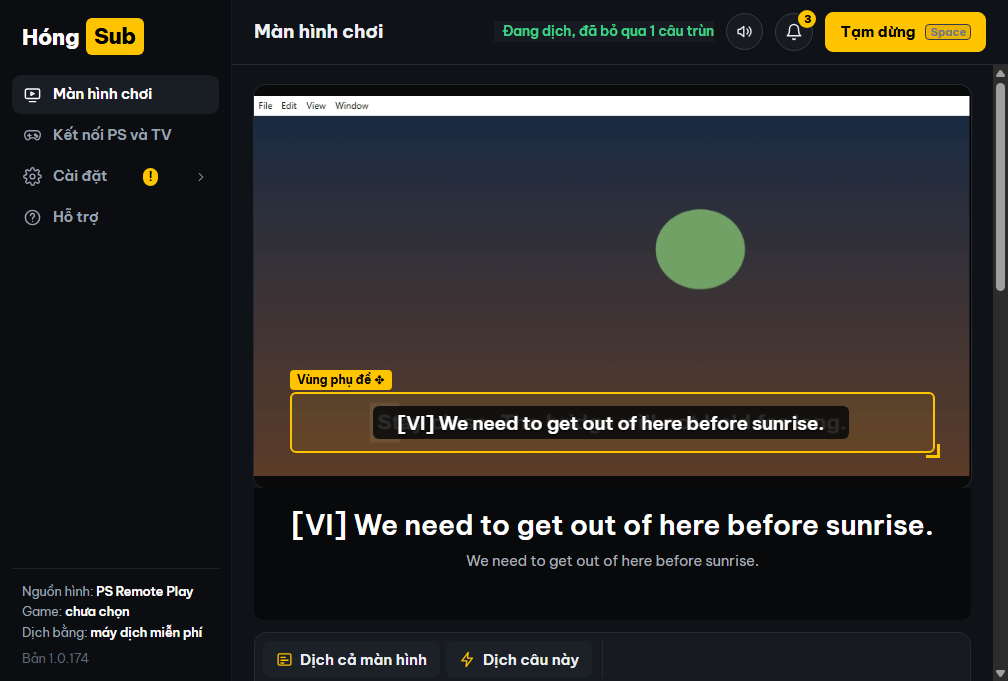 Hóng Sub
Màn hình chơi
Kết nối PS và TV
Cài đặt !
Hỗ trợ
Nguồn hình: PS Remote Play
Game: chưa chọn
Dịch bằng: máy dịch miễn phí
Bản 1.0.174
Màn hình chơi
Đang dịch, đã bỏ qua 1 câu trùn
3
Tạm dừng Space
File Edit View Window
Vùng phụ đề
[VI] We need to get out of here before sunrise.
[VI] We need to get out of here before sunrise.
We need to get out of here before sunrise.
Dịch cả màn hình
Dịch câu này